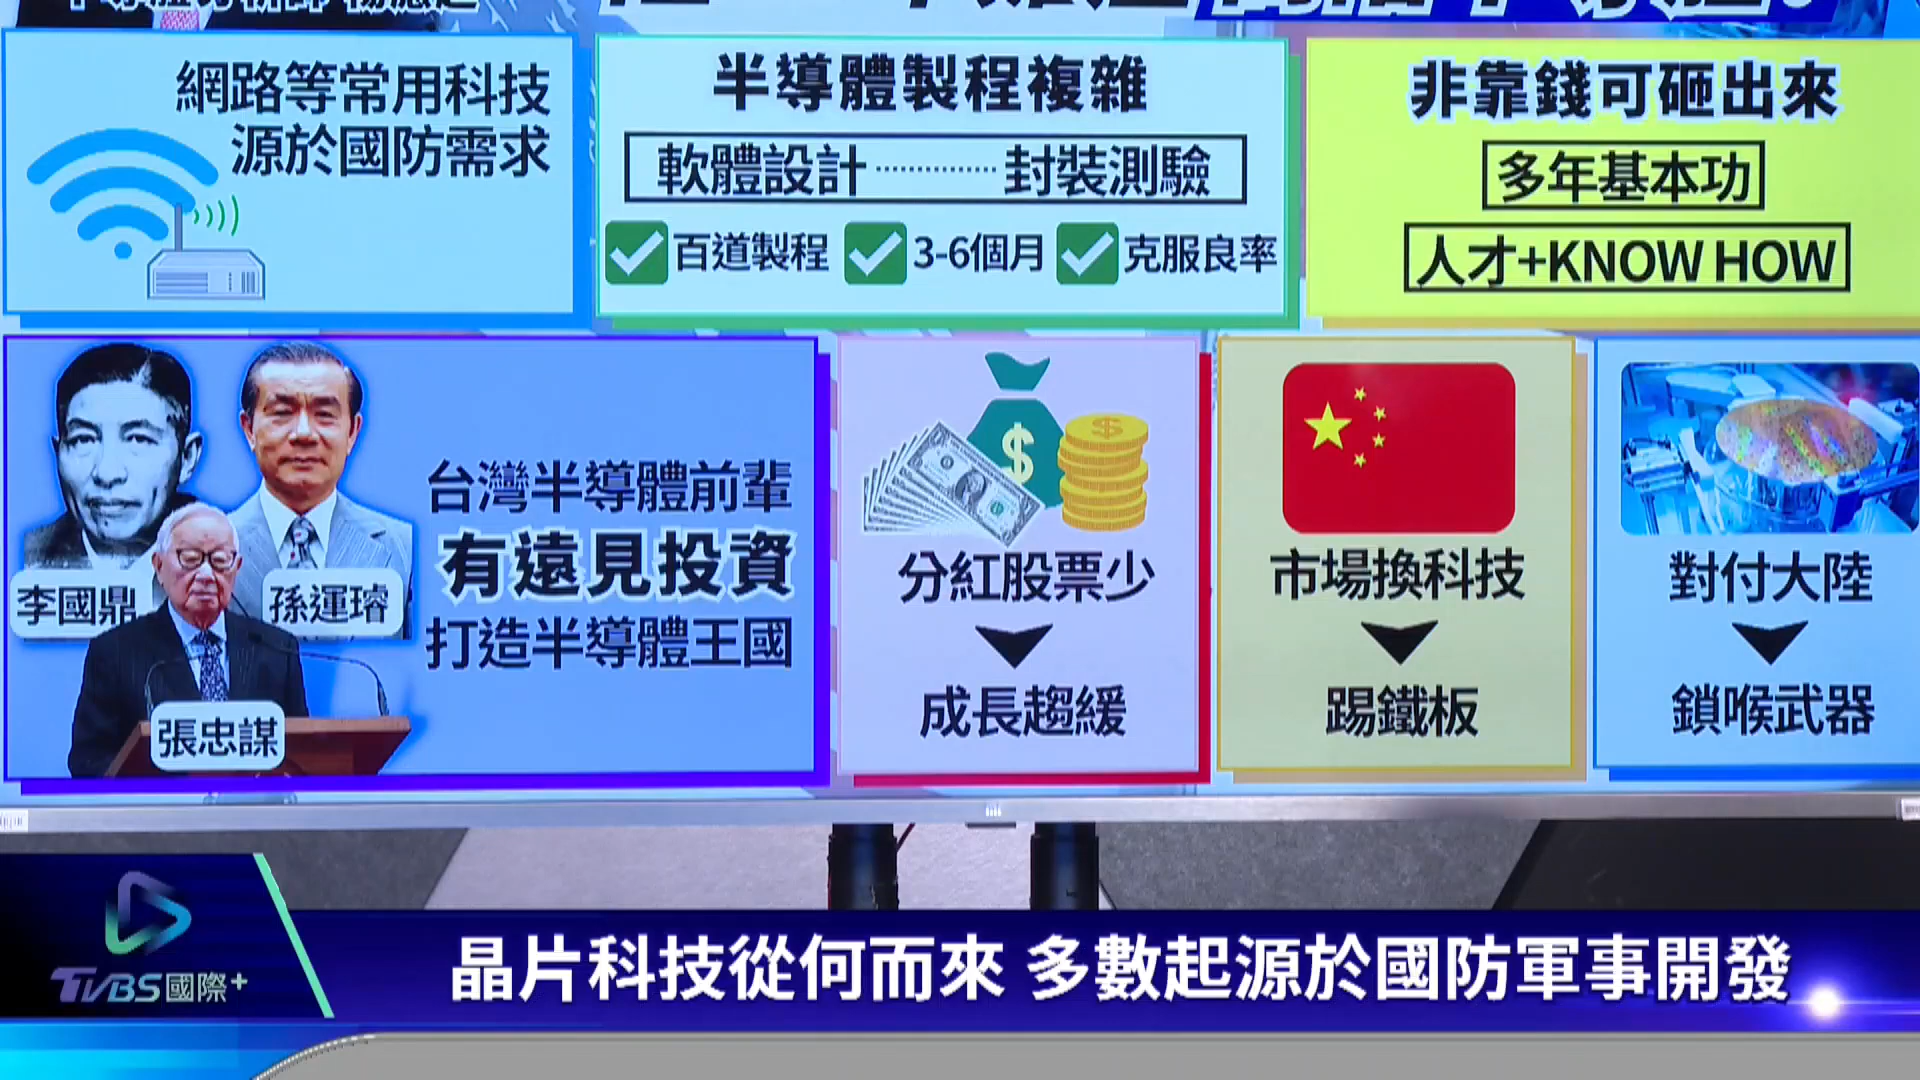 網路等常用科技
源於國防需求
半導體製程複雜
軟體設計⋯⋯⋯⋯封裝測驗
百道製程 3-6個月 克服良率
非靠錢可砸出來
多年基本功
人才+KNOW HOW
李國鼎
孫運璿
張忠謀
台灣半導體前輩
有遠見投資
打造半導體王國
分紅股票少
成長趨緩
市場換科技
踢鐵板
對付大陸
鎖喉武器
TVBS國際+
晶片科技從何而來 多數起源於國防軍事開發